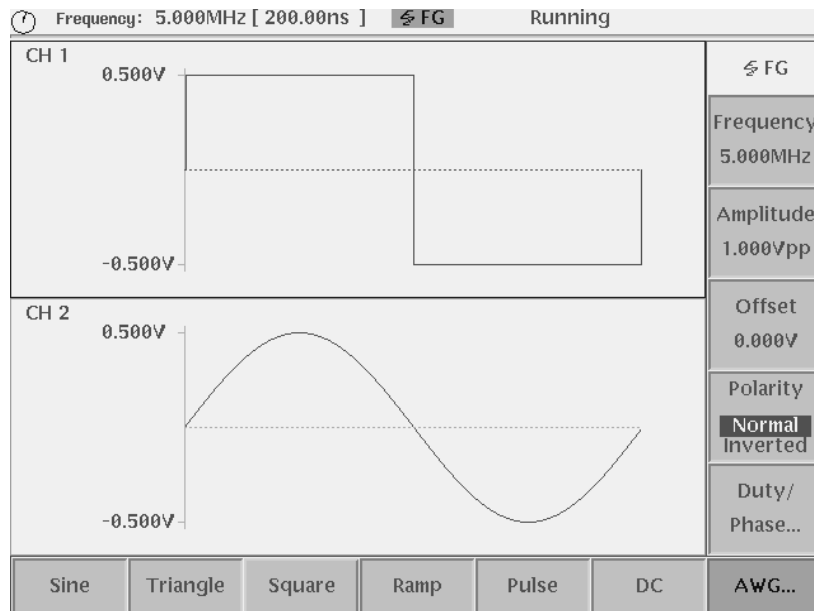 Frequency: 5.000MHz [ 200.00ns ] FG Running
CH 1
0.500V
-0.500V
CH 2
0.500V
-0.500V
FG
Frequency
5.000MHz
Amplitude
1.000Vpp
Offset
0.000V
Polarity
Normal
Inverted
Duty/
Phase...
Sine Triangle Square Ramp Pulse DC AWG...